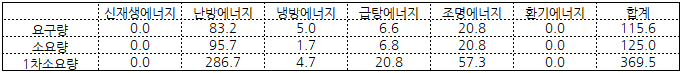 신재생에너지 난방에너지 냉방에너지 급탕에너지 조명에너지 환기에너지 합계
요구량 0.0 83.2 5.0 6.6 20.8 0.0 115.6
소요량 0.0 95.7 1.7 6.8 20.8 0.0 125.0
1차소요량 0.0 286.7 4.7 20.8 57.3 0.0 369.5